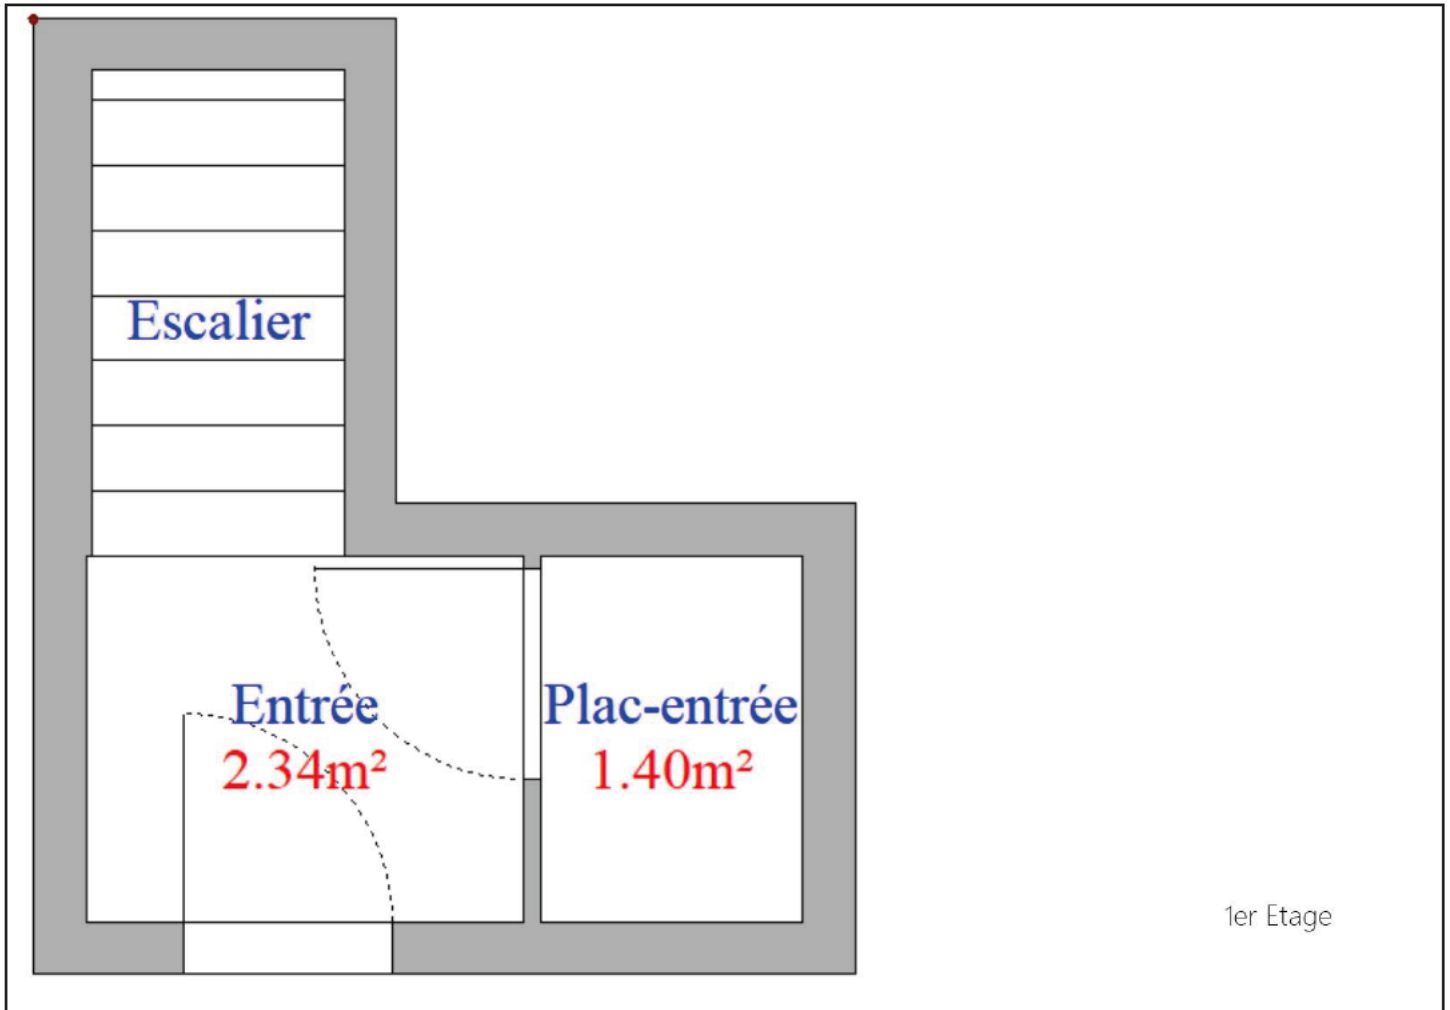 Escalier
Entrée
2.34m²
Plac-entrée
1.40m²
1er Etage